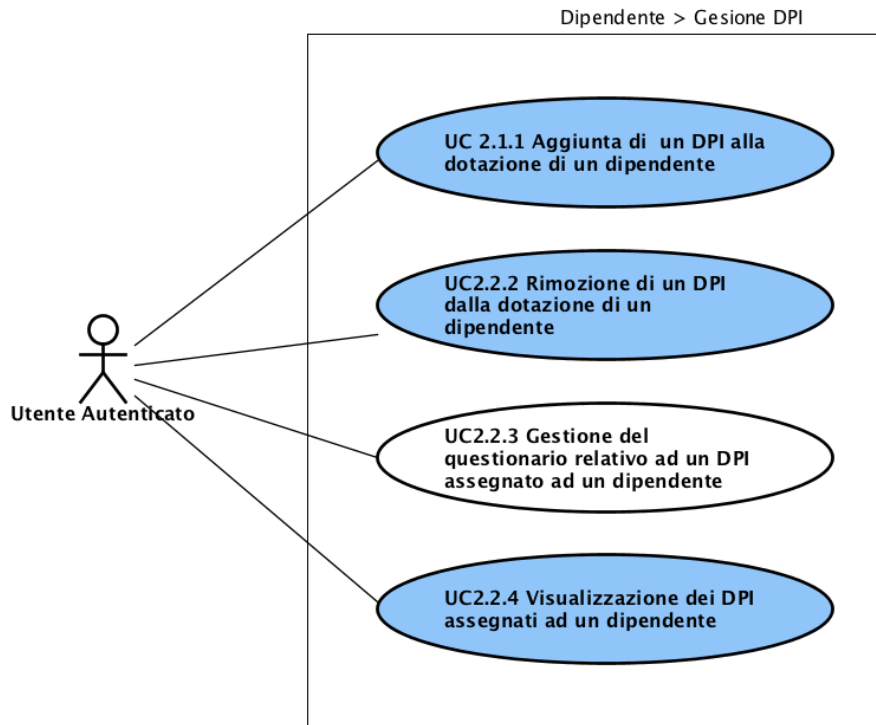 Dipendente > Gesione DPI
UC 2.1.1 Aggiunta di un DPI alla
dotazione di un dipendente
UC2.2.2 Rimozione di un DPI
dalla dotazione di un
dipendente
Utente Autenticato
UC2.2.3 Gestione del
questionario relativo ad un DPI
assegnato ad un dipendente
UC2.2.4 Visualizzazione dei DPI
assegnati ad un dipendente